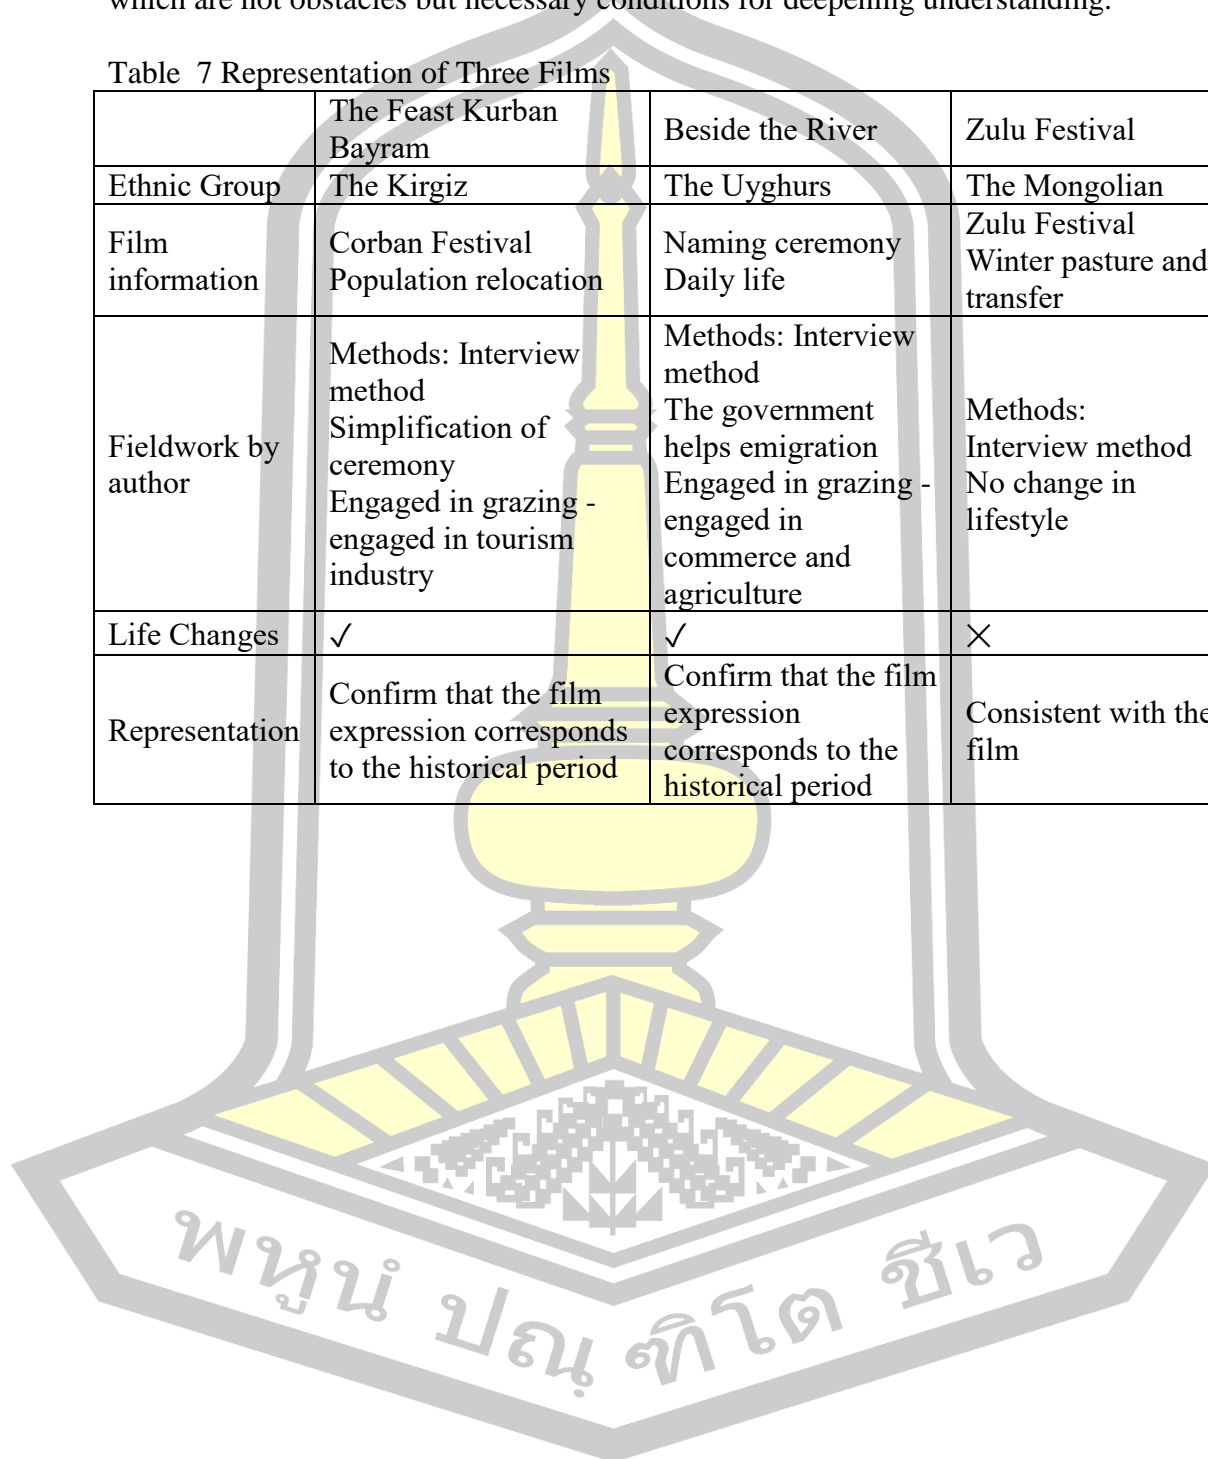 which are not obstacles but necessary conditions for deepening understanding.
Table 7 Representation of Three Films
The Feast Kurban
Bayram
Beside the River
Zulu Festival
Ethnic Group
The Kirgiz
The Uyghurs
The Mongolian
Film
information
Corban Festival
Population relocation
Naming ceremony
Daily life
Zulu Festival
Winter pasture and
transfer
Fieldwork by
author
Methods: Interview
method
Simplification of
ceremony
Engaged in grazing -
engaged in tourism
industry
Methods: Interview
method
The government
helps emigration
Engaged in grazing -
engaged in
commerce and
agriculture
Methods:
Interview method
No change in
lifestyle
Life Changes
✓
✓
✕
Representation
Confirm that the film
expression corresponds
to the historical period
Confirm that the film
expression
corresponds to the
historical period
Consistent with the
film
พหูนํ ปณฺฑิโต ชีเว